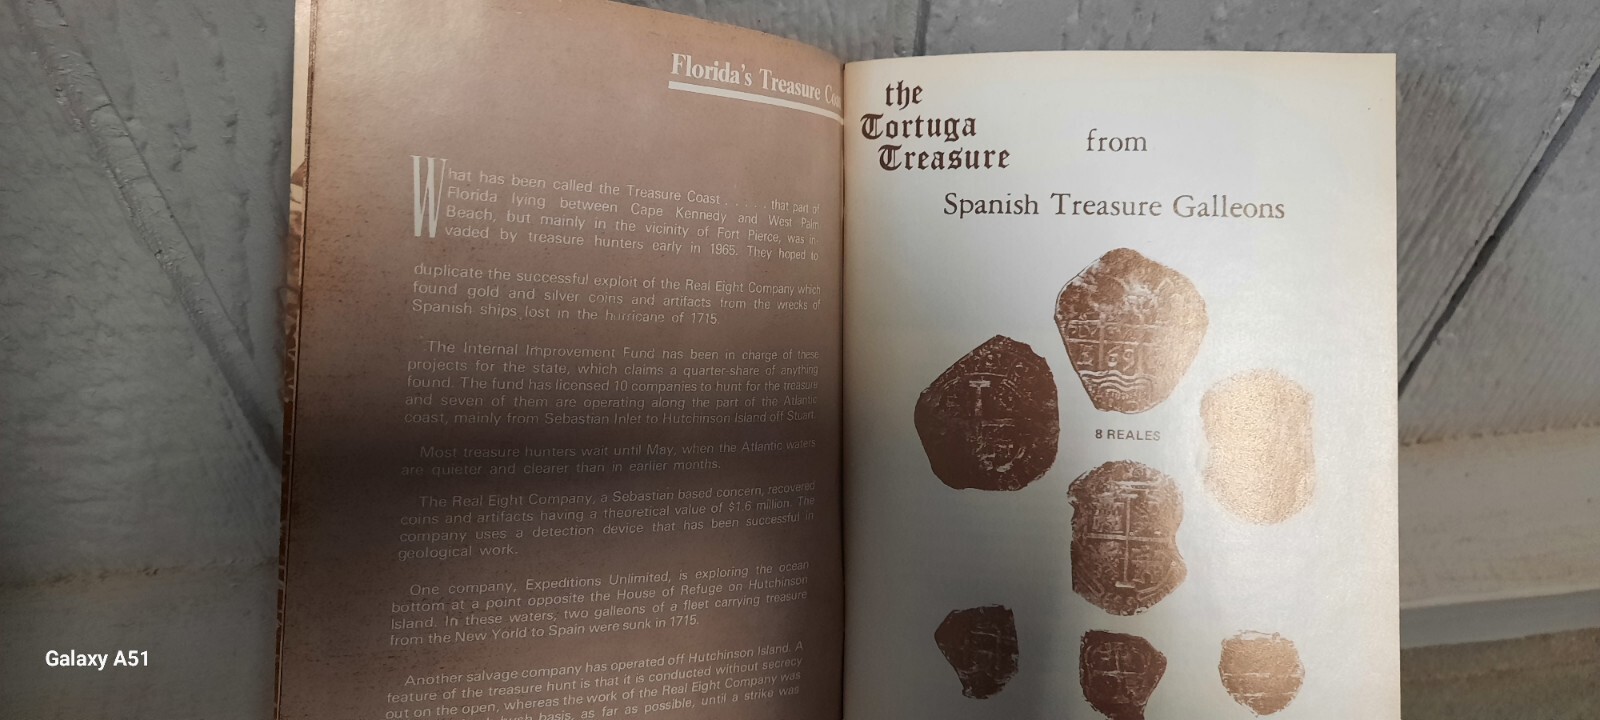 Florida's Treasure
What has been called the Treasure Coast . . . . . that part of
Florida lying between Cape Kennedy and West Palm
Beach, but mainly in the vicinity of Fort Pierce, was in-
vaded by treasure hunters early in 1965. They hoped to
duplicate the successful exploit of the Real Eight Company which
found gold and silver coins and artifacts from the wrecks of
Spanish ships lost in the hurricane of 1715.
The Internal Improvement Fund has been in charge of these
projects for the state, which claims a quarter-share of anything
found. The fund has licensed 10 companies to hunt for the treasure
and seven of them are operating along the part of the Atlantic
coast, mainly from Sebastian Inlet to Hutchinson Island off Stuart.
Most treasure hunters wait until May, when the Atlantic waters
are quieter and clearer than in earlier months.
The Real Eight Company, a Sebastian based concern, recovered
coins and artifacts having a theoretical value of $1.6 million. The
company uses a detection device that has been successful in
geological work.
One company, Expeditions Unlimited, is exploring the ocean
bottom at a point opposite the House of Refuge on Hutchinson
Island. In these waters, two galleons of a fleet carrying treasure
from the New Yorld to Spain were sunk in 1715.
Another salvage company has operated off Hutchinson Island. A
feature of the treasure hunt is that it is conducted without secrecy
out on the open, whereas the work of the Real Eight Company was
hush basis, as far as possible, until a strike was
the
Tortuga
Treasure
from
Spanish Treasure Galleons
8 REALES
Galaxy A51